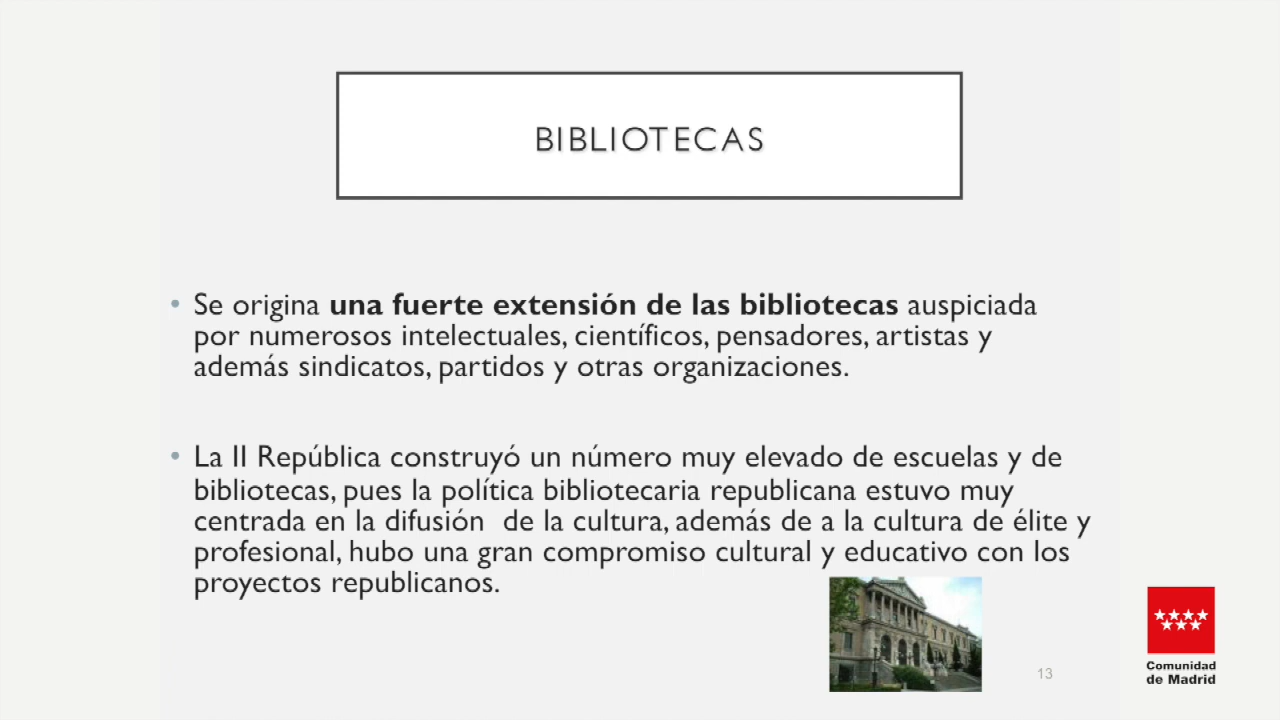 BIBLIOTECAS
• Se origina una fuerte extensión de las bibliotecas auspiciada
por numerosos intelectuales, científicos, pensadores, artistas y
además sindicatos, partidos y otras organizaciones.
• La II República construyó un número muy elevado de escuelas y de
bibliotecas, pues la política bibliotecaria republicana estuvo muy
centrada en la difusión  de la cultura, además de a la cultura de élite y
profesional, hubo una gran compromiso cultural y educativo con los
proyectos republicanos.
13
Comunidad
de Madrid